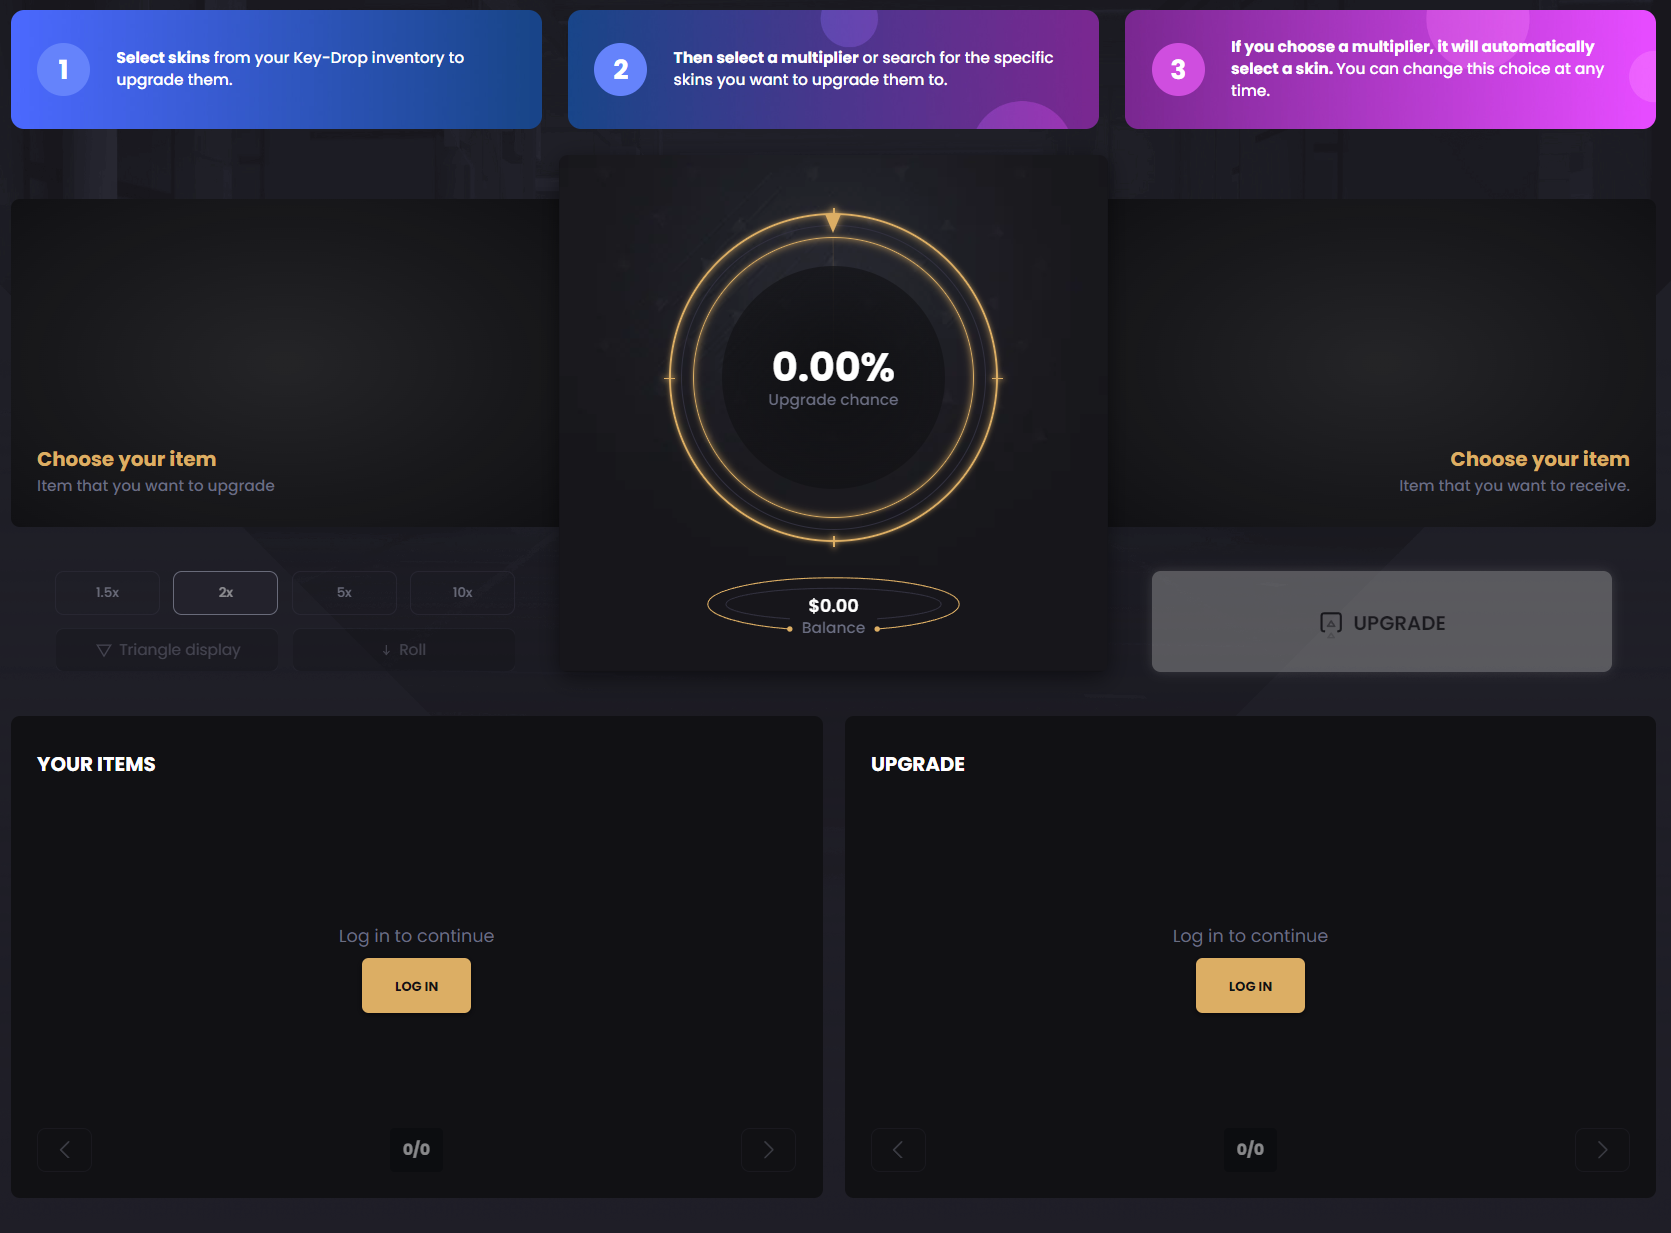 1
Select skins from your Key-Drop inventory to
upgrade them.
2
Then select a multiplier or search for the specific
skins you want to upgrade them to.
3
If you choose a multiplier, it will automatically
select a skin. You can change this choice at any
time.
0.00%
Upgrade chance
Choose your item
Item that you want to upgrade
Choose your item
Item that you want to receive.
1.5x
2x
5x
10x
Triangle display
Roll
$0.00
Balance
UPGRADE
YOUR ITEMS
Log in to continue
LOG IN
0/0
UPGRADE
Log in to continue
LOG IN
0/0